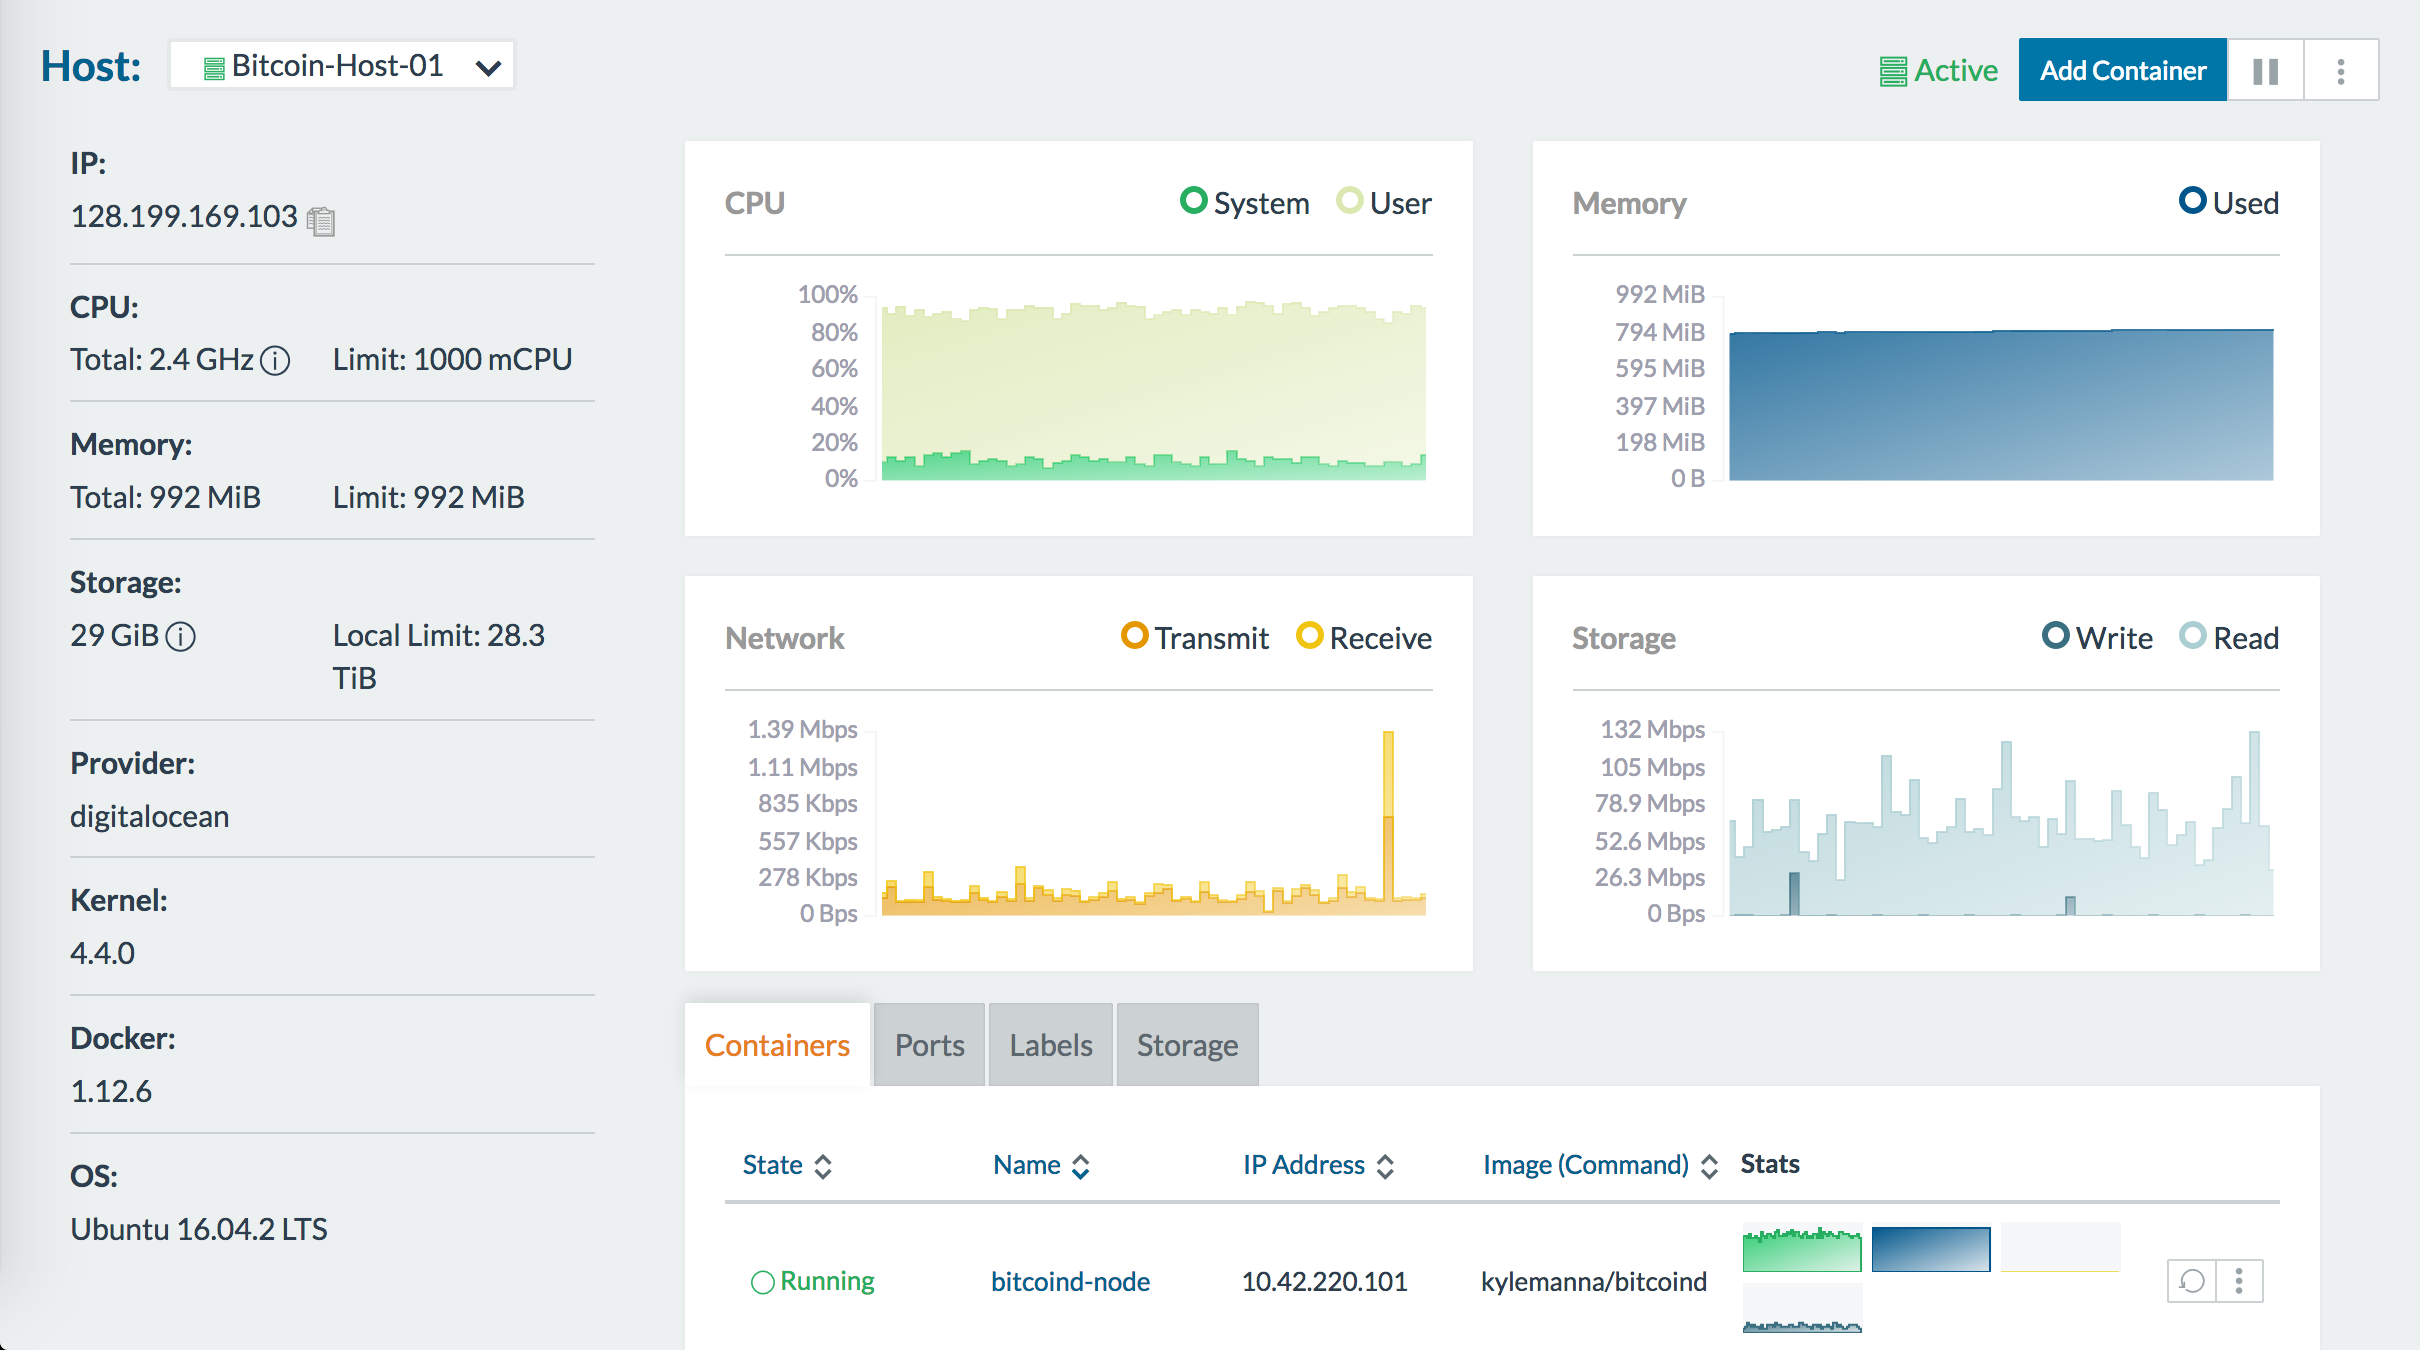 Host:
Bitcoin-Host-01
Active
Add Container
IP:
128.199.169.103
CPU:
Total: 2.4 GHz
Limit: 1000 mCPU
Memory:
Total: 992 MiB
Limit: 992 MiB
Storage:
29 GiB
Local Limit: 28.3
TiB
Provider:
digitalocean
Kernel:
4.4.0
Docker:
1.12.6
OS:
Ubuntu 16.04.2 LTS
CPU
System
User
100%
80%
60%
40%
20%
0%
Memory
Used
992 MiB
794 MiB
595 MiB
397 MiB
198 MiB
0 B
Network
Transmit
Receive
1.39 Mbps
1.11 Mbps
835 Kbps
557 Kbps
278 Kbps
0 Bps
Storage
Write
Read
132 Mbps
105 Mbps
78.9 Mbps
52.6 Mbps
26.3 Mbps
0 Bps
Containers
Ports
Labels
Storage
State
Name
IP Address
Image (Command)
Stats
Running
bitcoind-node
10.42.220.101
kylemanna/bitcoind